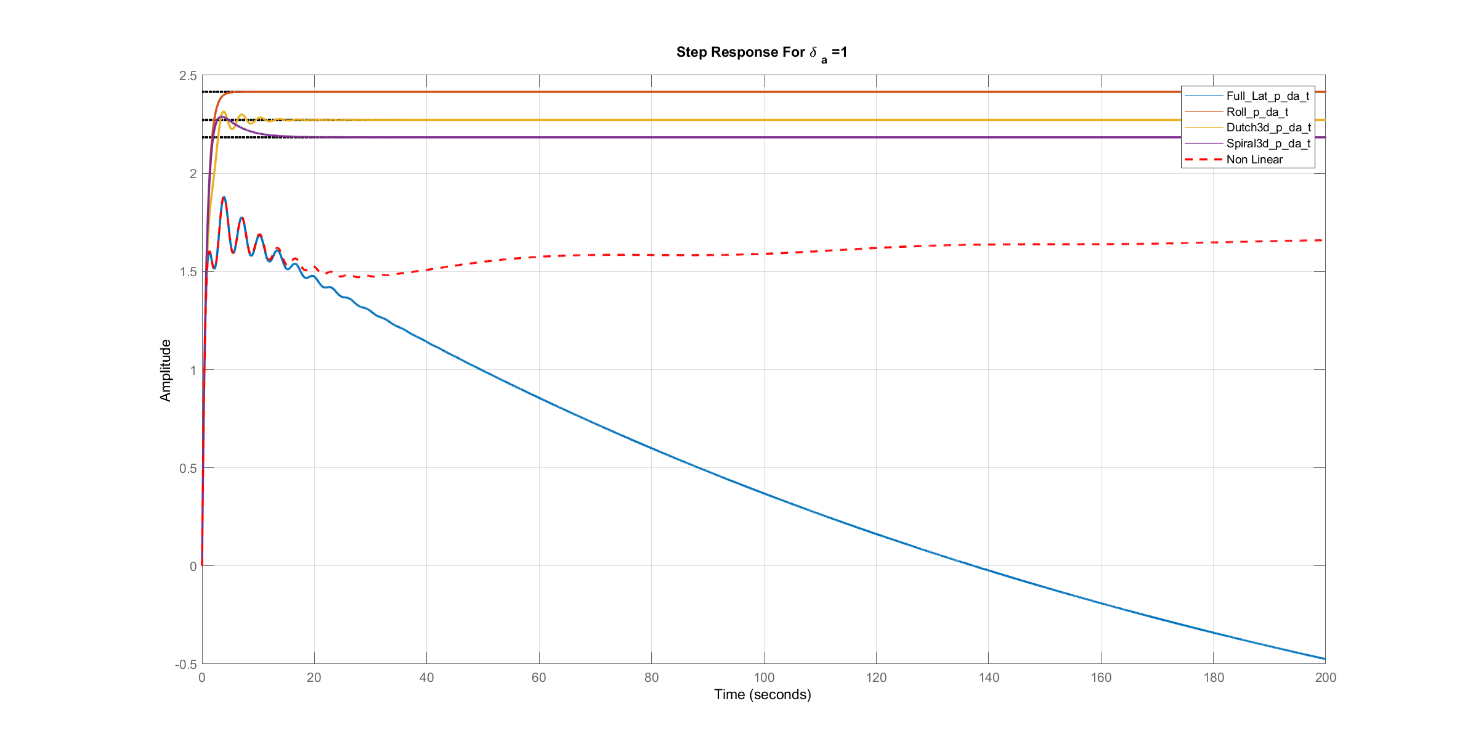 Step Response For δ a =1
2.5
2
1.5
1
0.5
0
-0.5
Amplitude
Full_Lat_p_da_t
Roll_p_da_t
Dutch3d_p_da_t
Spiral3d_p_da_t
Non Linear
0 20 40 60 80 100 120 140 160 180 200
Time (seconds)